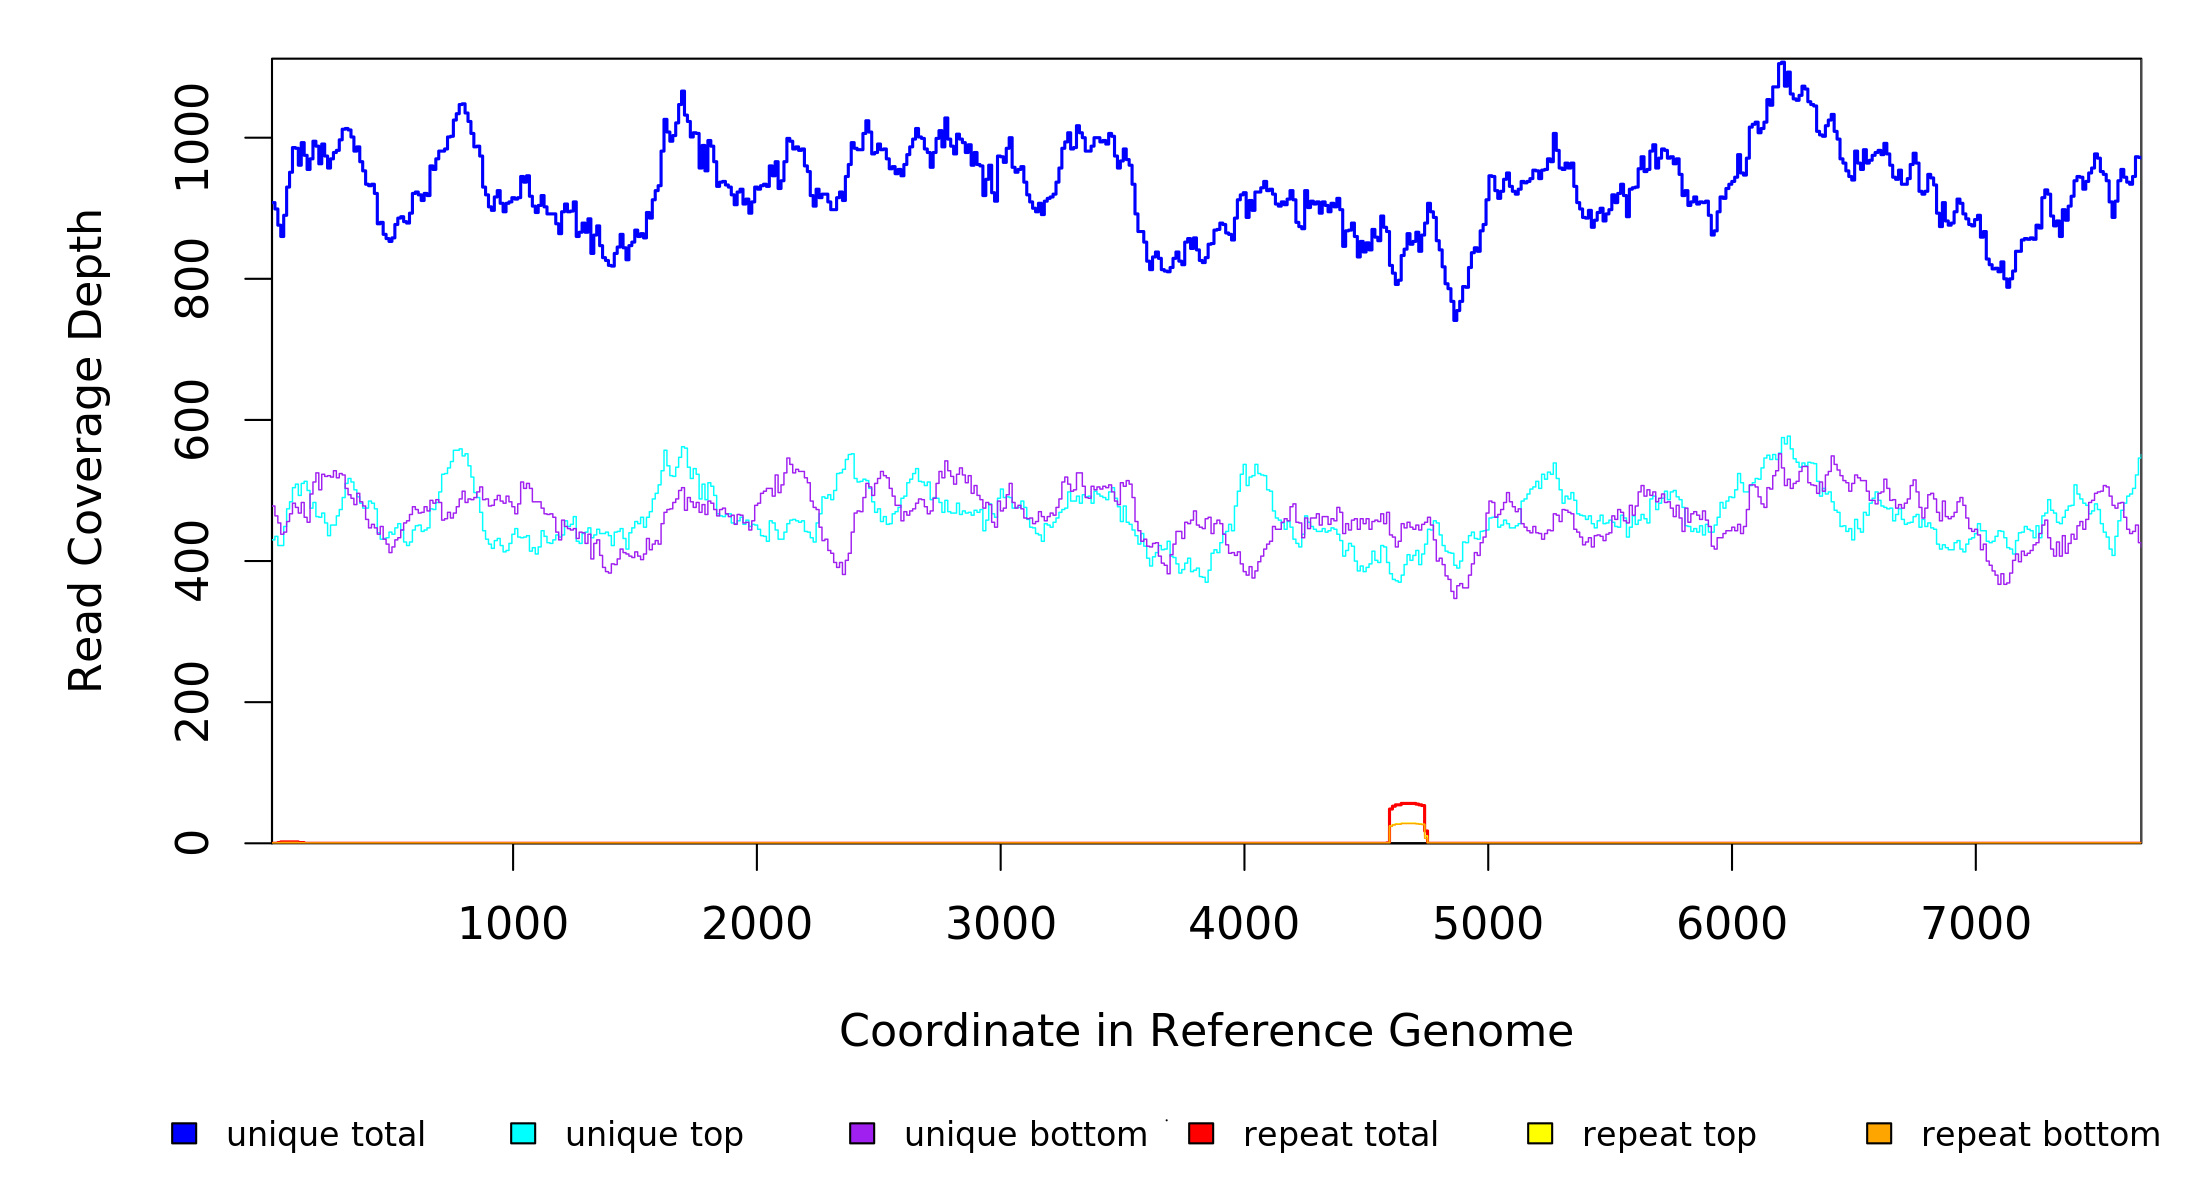 Read Coverage Depth
1000
800
600
400
200
0
1000 2000 3000 4000 5000 6000 7000
Coordinate in Reference Genome
unique total unique top unique bottom repeat total repeat top repeat bottom